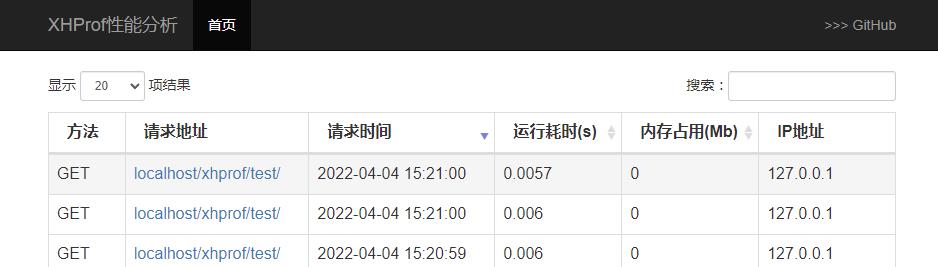 XHProf性能分析 首页 >>> GitHub
显示 20 项结果 搜索：
方法 请求地址 请求时间 运行耗时(s) 内存占用(Mb) IP地址
GET localhost/xhprof/test/ 2022-04-04 15:21:00 0.0057 0 127.0.0.1
GET localhost/xhprof/test/ 2022-04-04 15:21:00 0.006 0 127.0.0.1
GET localhost/xhprof/test/ 2022-04-04 15:20:59 0.006 0 127.0.0.1